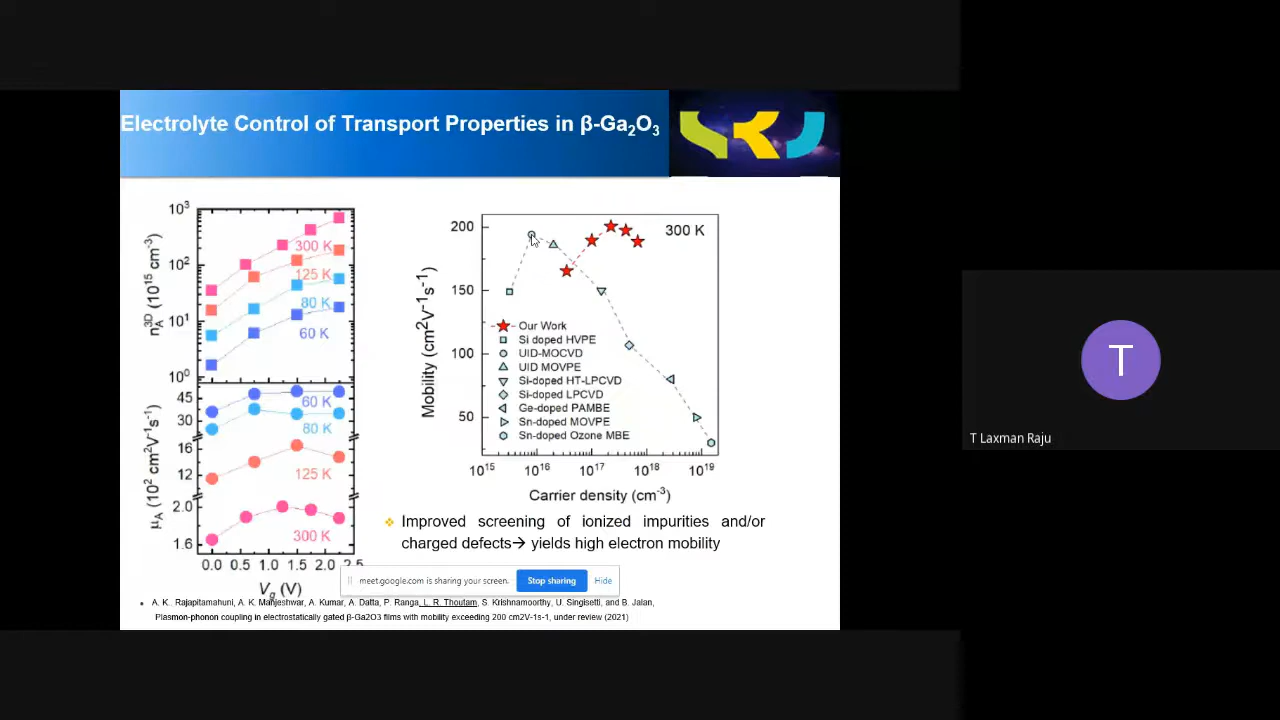 Electrolyte Control of Transport Properties in β-Ga2O3
SRJ
10³
10²
10¹
10⁰
n_A^3D (10¹⁵ cm⁻³)
300 K
125 K
80 K
60 K
45
30
16
12
2.0
1.6
μ_A (10² cm²V⁻¹s⁻¹)
60 K
80 K
125 K
300 K
0.0 0.5 1.0 1.5 2.0 2.5
Vg (V)
200
150
100
50
Mobility (cm²V⁻¹s⁻¹)
300 K
Our Work
Si doped HVPE
UID-MOCVD
UID MOVPE
Si-doped HT-LPCVD
Si-doped LPCVD
Ge-doped PAMBE
Sn-doped MOVPE
Sn-doped Ozone MBE
10¹⁵ 10¹⁶ 10¹⁷ 10¹⁸ 10¹⁹
Carrier density (cm⁻³)
Improved screening of ionized impurities and/or
charged defects→ yields high electron mobility
meet.google.com is sharing your screen.
Stop sharing
Hide
A. K.. Rajapitamahuni, A. K. Manjeshwar, A. Kumar, A. Datta, P. Ranga, L. R. Thoutam, S. Krishnamoorthy, U. Singisetti, and B. Jalan,
Plasmon-phonon coupling in electrostatically gated β-Ga2O3 films with mobility exceeding 200 cm2V-1s-1, under review (2021)
T
T Laxman Raju